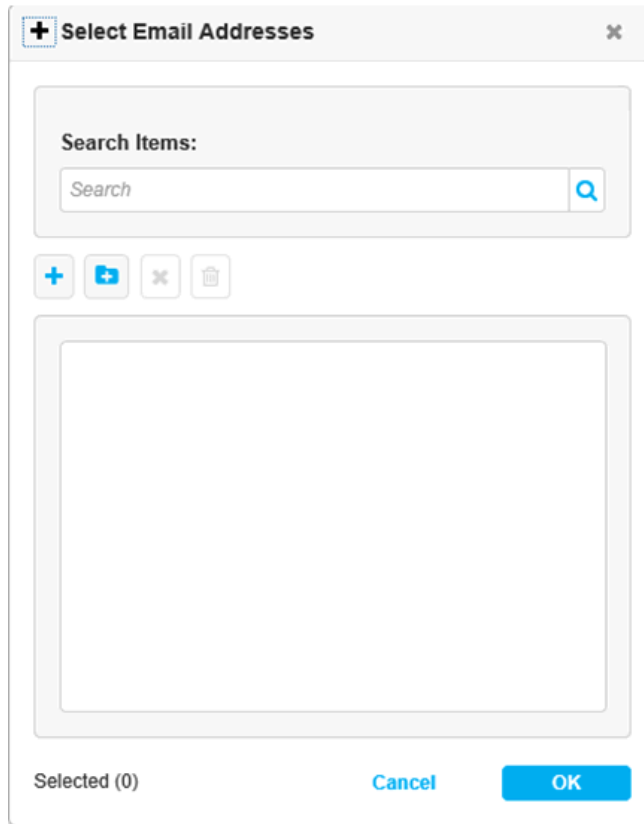 Select Email Addresses
Search Items:
Search
Selected (0)
Cancel
OK